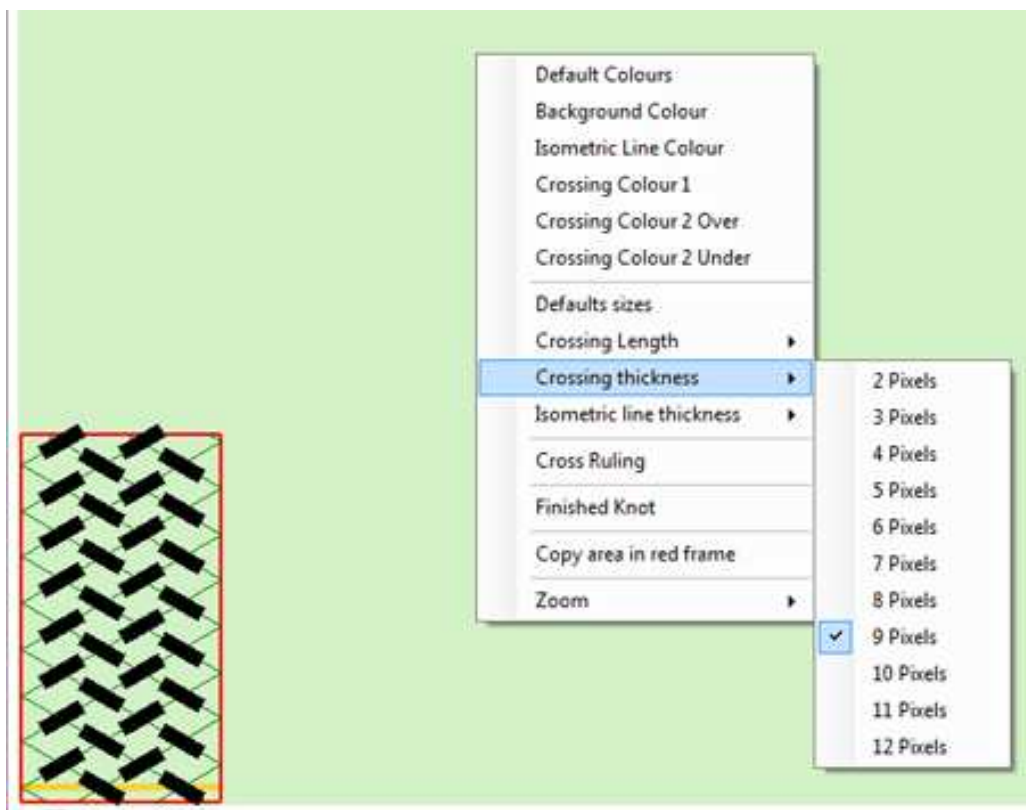 Default Colours
Background Colour
Isometric Line Colour
Crossing Colour 1
Crossing Colour 2 Over
Crossing Colour 2 Under
Defaults sizes
Crossing Length
Crossing thickness
Isometric line thickness
Cross Ruling
Finished Knot
Copy area in red frame
Zoom
2 Pixels
3 Pixels
4 Pixels
5 Pixels
6 Pixels
7 Pixels
8 Pixels
9 Pixels
10 Pixels
11 Pixels
12 Pixels